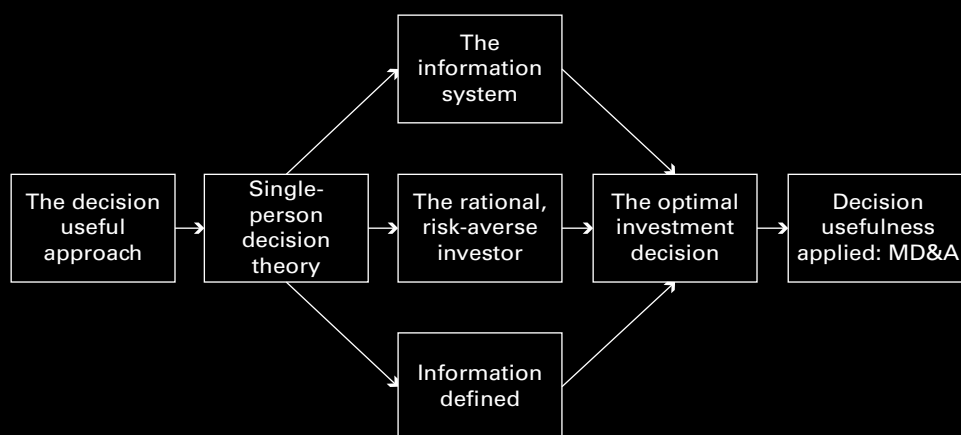 The
information
system
The decision
useful
approach
Single-
person
decision
theory
The rational,
risk-averse
investor
The optimal
investment
decision
Decision
usefulness
applied: MD&A
Information
defined